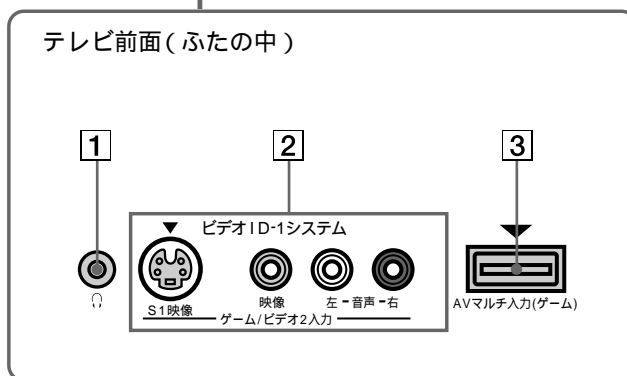 テレビ前面(ふたの中)
1 2 3
ビデオID-1システム
S1映像 映像 左-音声-右
ゲーム/ビデオ2入力
AVマルチ入力(ゲーム)